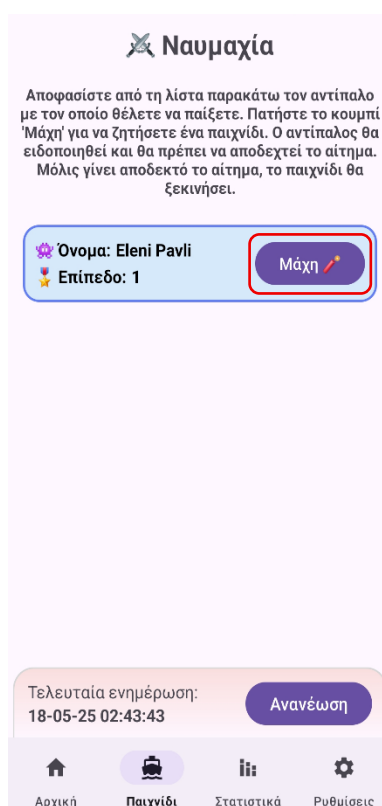 ⚔️ Ναυμαχία
Αποφασίστε από τη λίστα παρακάτω τον αντίπαλο
με τον οποίο θέλετε να παίξετε. Πατήστε το κουμπί
'Μάχη' για να ζητήσετε ένα παιχνίδι. Ο αντίπαλος θα
ειδοποιηθεί και θα πρέπει να αποδεχτεί το αίτημα.
Μόλις γίνει αποδεκτό το αίτημα, το παιχνίδι θα
ξεκινήσει.
👾 Όνομα: Eleni Pavli
🎖️ Επίπεδο: 1
Μάχη 🧨
Τελευταία ενημέρωση:
18-05-25 02:43:43
Ανανέωση
Αρχική Παιχνίδι Στατιστικά Ρυθμίσεις